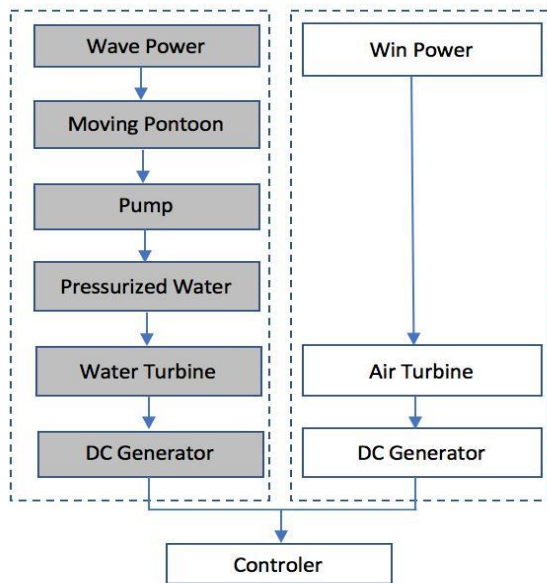 Wave Power
Moving Pontoon
Pump
Pressurized Water
Water Turbine
DC Generator
Win Power
Air Turbine
DC Generator
Controler